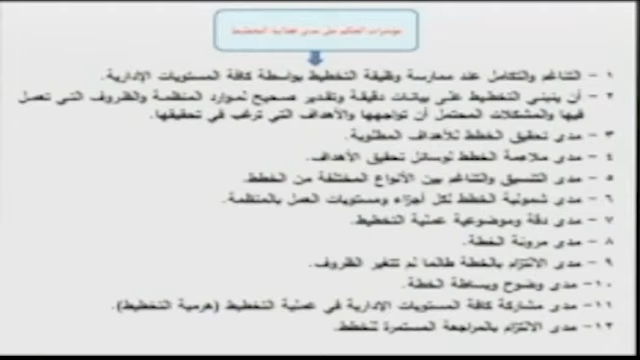 مؤشرات الحكم على مدى فعالية التخطيط
١ - التناغم والتكامل عند ممارسة وظيفة التخطيط بواسطة كافة المستويات الإدارية.
٢ - أن ينبني التخطيط على بيانات دقيقة وتقدير صحيح لموارد المنظمة والظروف التي تعمل
فيها والمشكلات المحتمل أن تواجهها والأهداف التي ترغب في تحقيقها.
٣ - مدى تحقيق الخطط للأهداف المطلوبة.
٤ - مدى ملاءمة الخطط لوسائل تحقيق الأهداف.
٥ - مدى التنسيق والتناغم بين الأنواع المختلفة من الخطط.
٦ - مدى شمولية الخطط لكل أجزاء ومستويات العمل بالمنظمة.
٧ - مدى دقة وموضوعية عملية التخطيط.
٨ - مدى مرونة الخطة.
٩ - مدى الالتزام بالخطة طالما لم تتغير الظروف.
١٠ - مدى وضوح وبساطة الخطة.
١١ - مدى مشاركة كافة المستويات الإدارية في عملية التخطيط (هرمية التخطيط).
١٢ - مدى الالتزام بالمراجعة المستمرة للخطط.